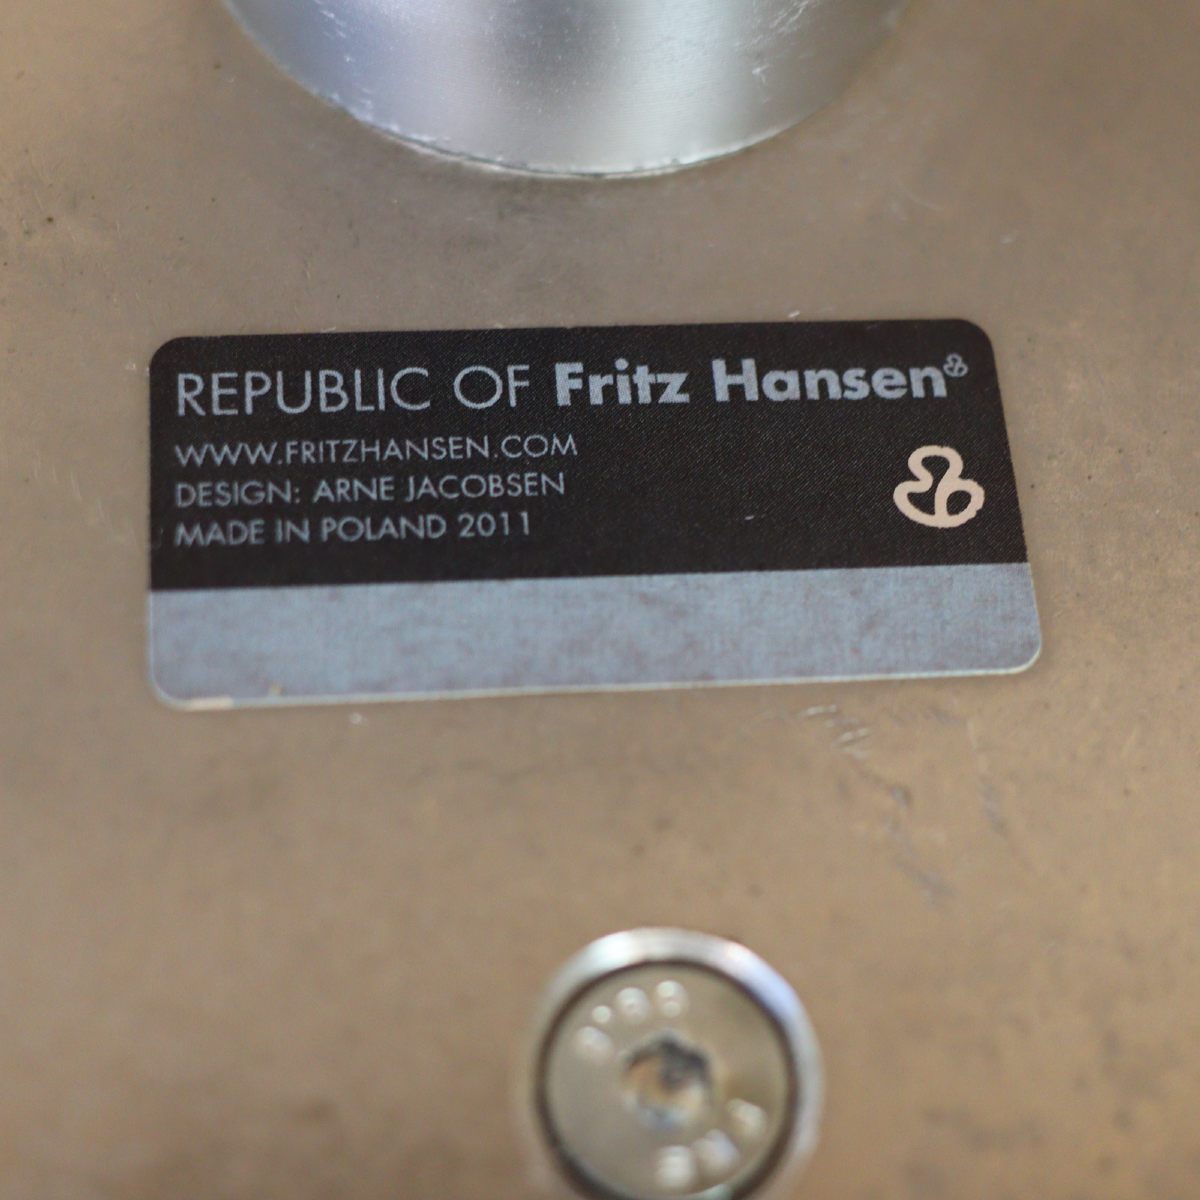 REPUBLIC OF Fritz Hansen
WWW.FRITZHANSEN.COM
DESIGN: ARNE JACOBSEN
MADE IN POLAND 2011